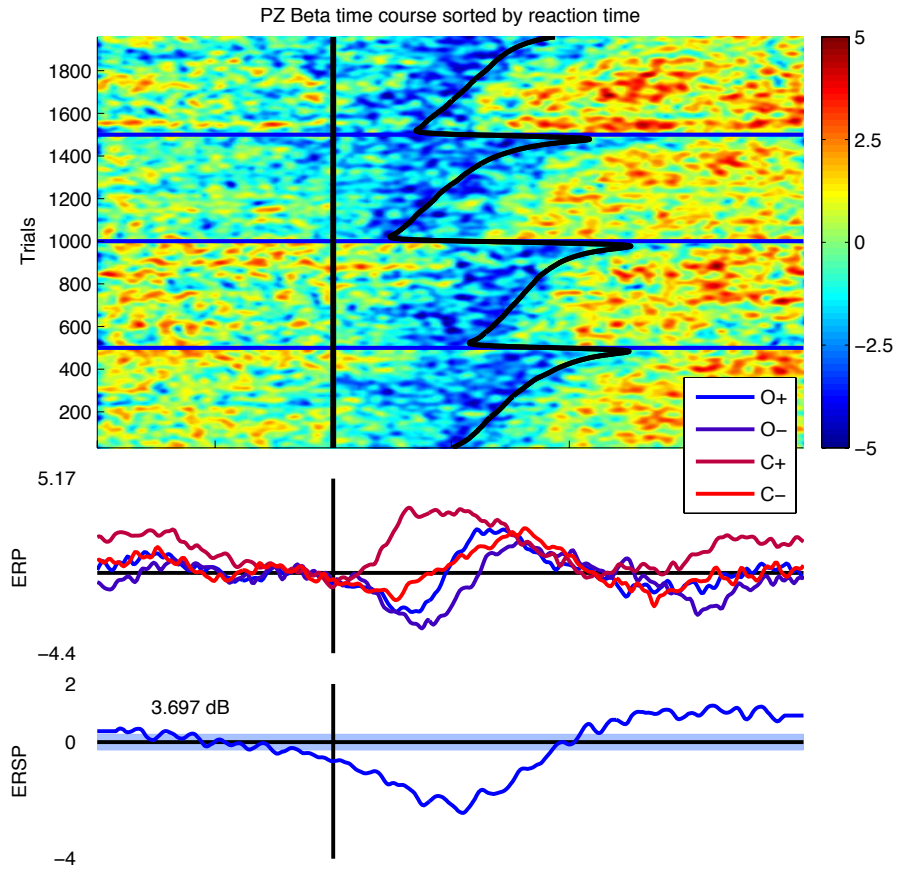 PZ Beta time course sorted by reaction time
Trials
1800
1600
1400
1200
1000
800
600
400
200
5
2.5
0
−2.5
−5
O+
O−
C+
C−
ERP
5.17
−4.4
ERSP
2
0
−4
3.697 dB